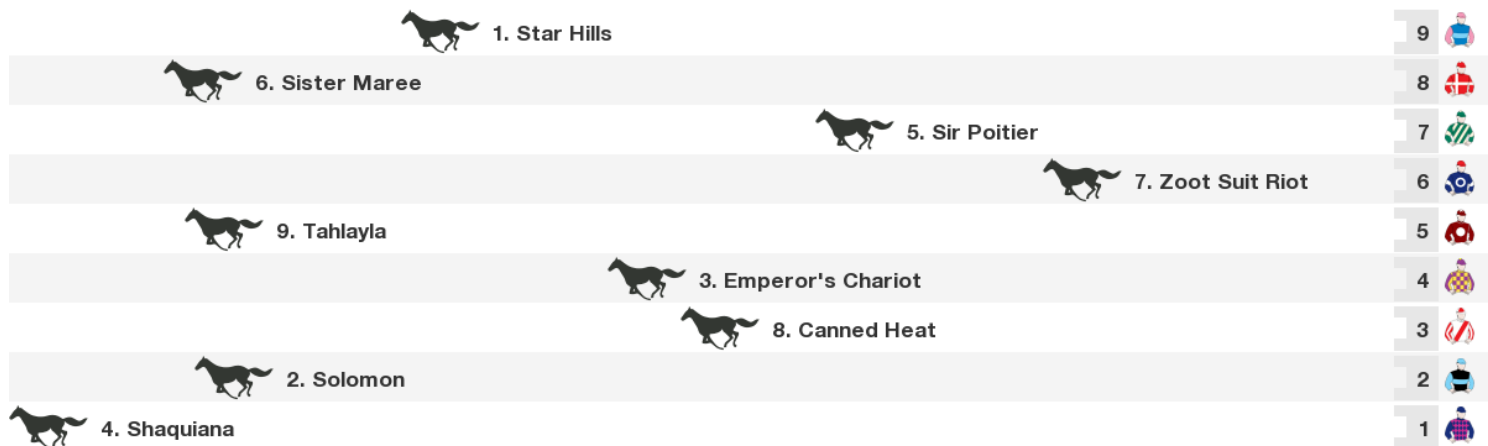 1. Star Hills 9
6. Sister Maree 8
5. Sir Poitier 7
7. Zoot Suit Riot 6
9. Tahlayla 5
3. Emperor's Chariot 4
8. Canned Heat 3
2. Solomon 2
4. Shaquiana 1